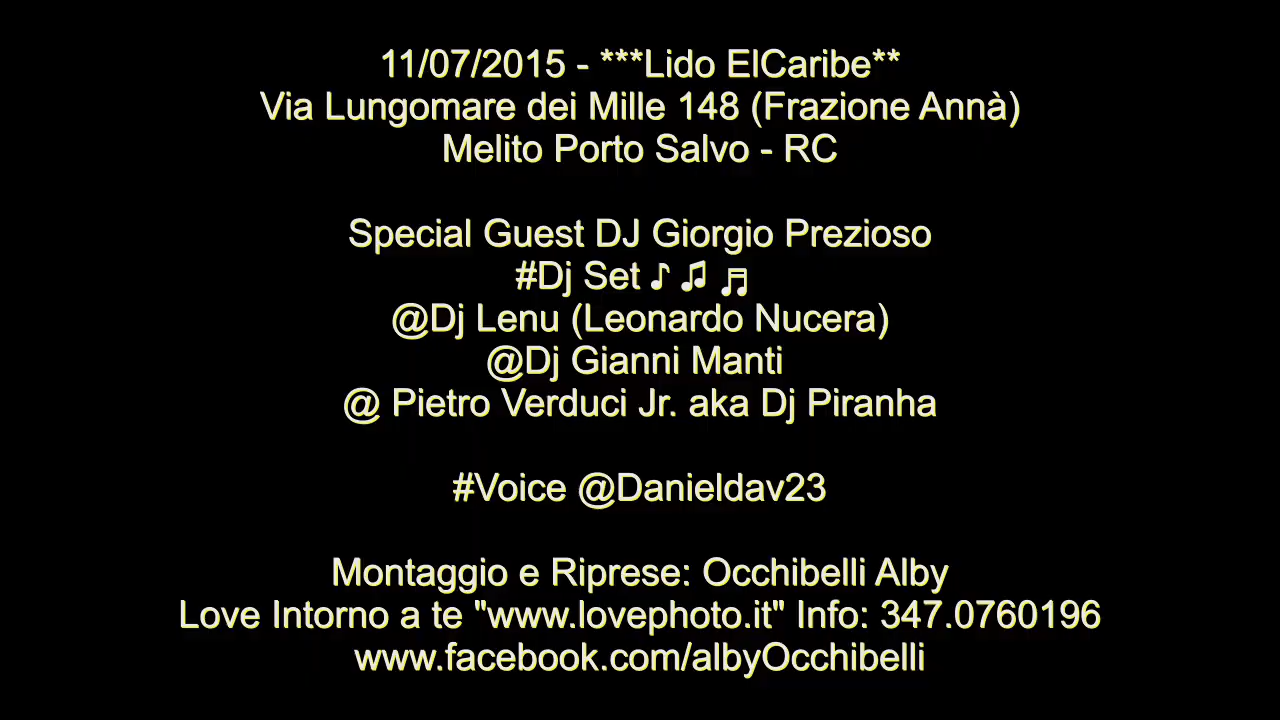 11/07/2015 - ***Lido ElCaribe**
Via Lungomare dei Mille 148 (Frazione Annà)
Melito Porto Salvo - RC
Special Guest DJ Giorgio Prezioso
#Dj Set ♪ ♫ ♬
@Dj Lenu (Leonardo Nucera)
@Dj Gianni Manti
@ Pietro Verduci Jr. aka Dj Piranha
#Voice @Danieldav23
Montaggio e Riprese: Occhibelli Alby
Love Intorno a te "www.lovephoto.it" Info: 347.0760196
www.facebook.com/albyOcchibelli